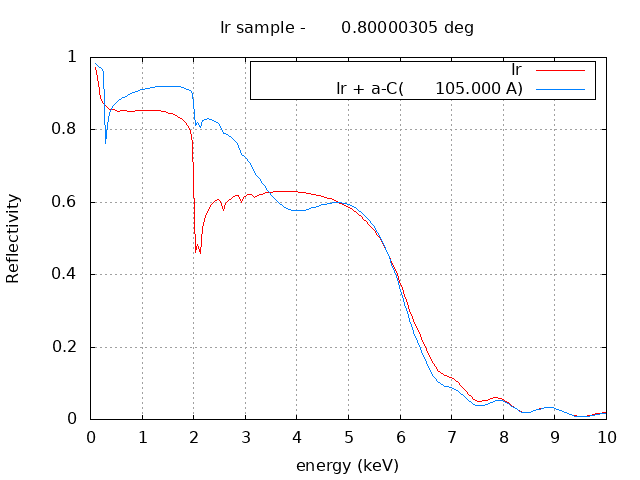 Ir sample - 0.80000305 deg
Ir
Ir + a-C( 105.000 A)
Reflectivity
1
0.8
0.6
0.4
0.2
0
0 1 2 3 4 5 6 7 8 9 10
energy (keV)